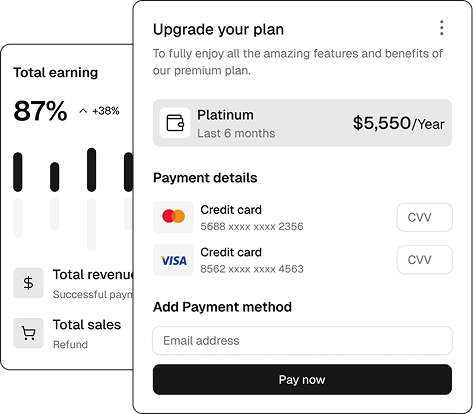 Total earning
87%
+38%
Total revenue
Successful paym
Total sales
Refund
Upgrade your plan
To fully enjoy all the amazing features and benefits of
our premium plan.
Platinum
Last 6 months
$5,550/Year
Payment details
Credit card
5688 xxxx xxxx 2356
CVV
VISA
Credit card
8562 xxxx xxxx 4563
CVV
Add Payment method
Email address
Pay now